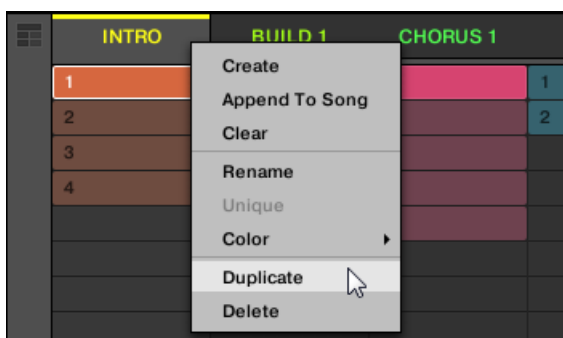 INTRO BUILD 1 CHORUS 1
1
2
3
4
1
2
Create
Append To Song
Clear
Rename
Unique
Color
Duplicate
Delete